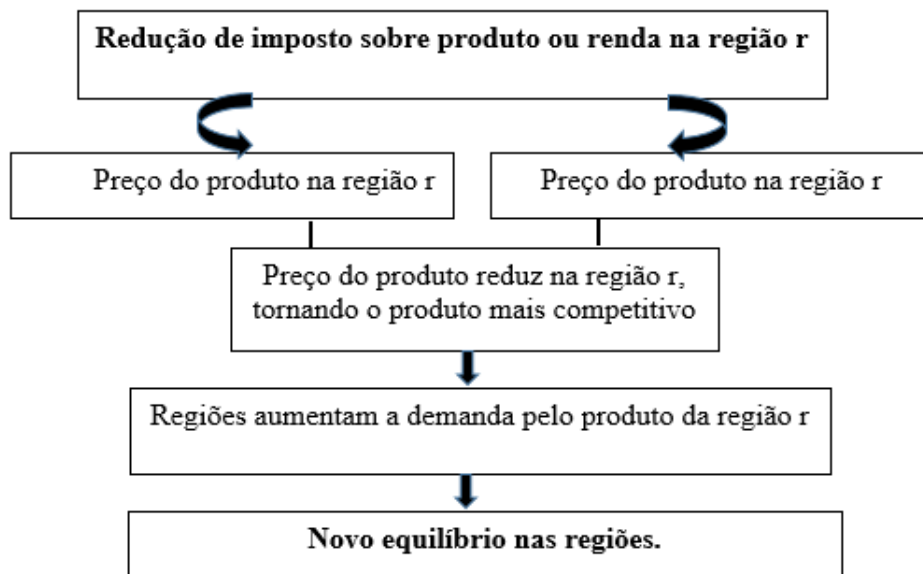 Redução de imposto sobre produto ou renda na região r
Preço do produto na região r
Preço do produto na região r
Preço do produto reduz na região r,
tornando o produto mais competitivo
Regiões aumentam a demanda pelo produto da região r
Novo equilíbrio nas regiões.